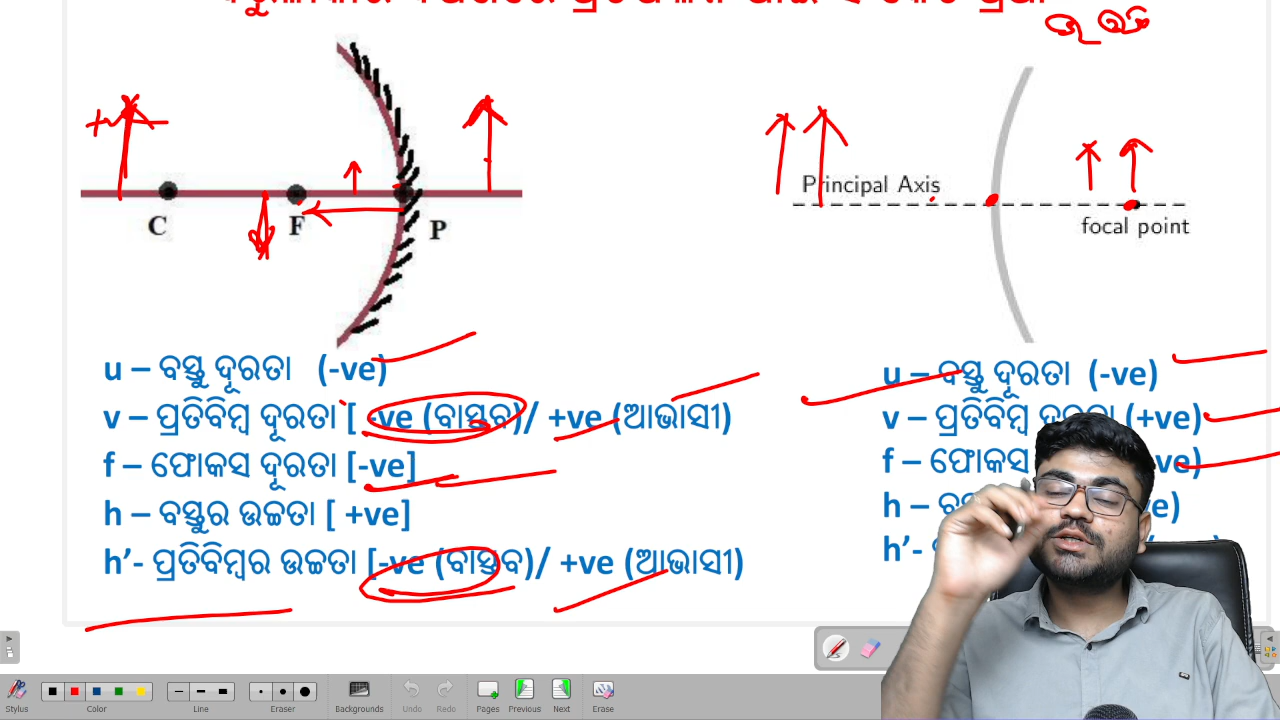 C
F
P
Principal Axis
focal point
u – ବସ୍ତୁ ଦୂରତା (-ve)
v – ପ୍ରତିବିମ୍ବ ଦୂରତା [ -ve (ବାସ୍ତବ)/ +ve (ଆଭାସୀ)
f – ଫୋକସ ଦୂରତା [-ve]
h – ବସ୍ତୁର ଉଚ୍ଚତା [ +ve]
h’- ପ୍ରତିବିମ୍ବର ଉଚ୍ଚତା [-ve (ବାସ୍ତବ)/ +ve (ଆଭାସୀ)
u – ବସ୍ତୁ ଦୂରତା (-ve)
v – ପ୍ରତିବିମ୍ବ ଦୂରତା (+ve)
f – ଫୋକସ ve)
h –
h’-
Stylus
Color
Line
Eraser
Backgrounds
Undo
Redo
Pages
Previous
Next
Erase